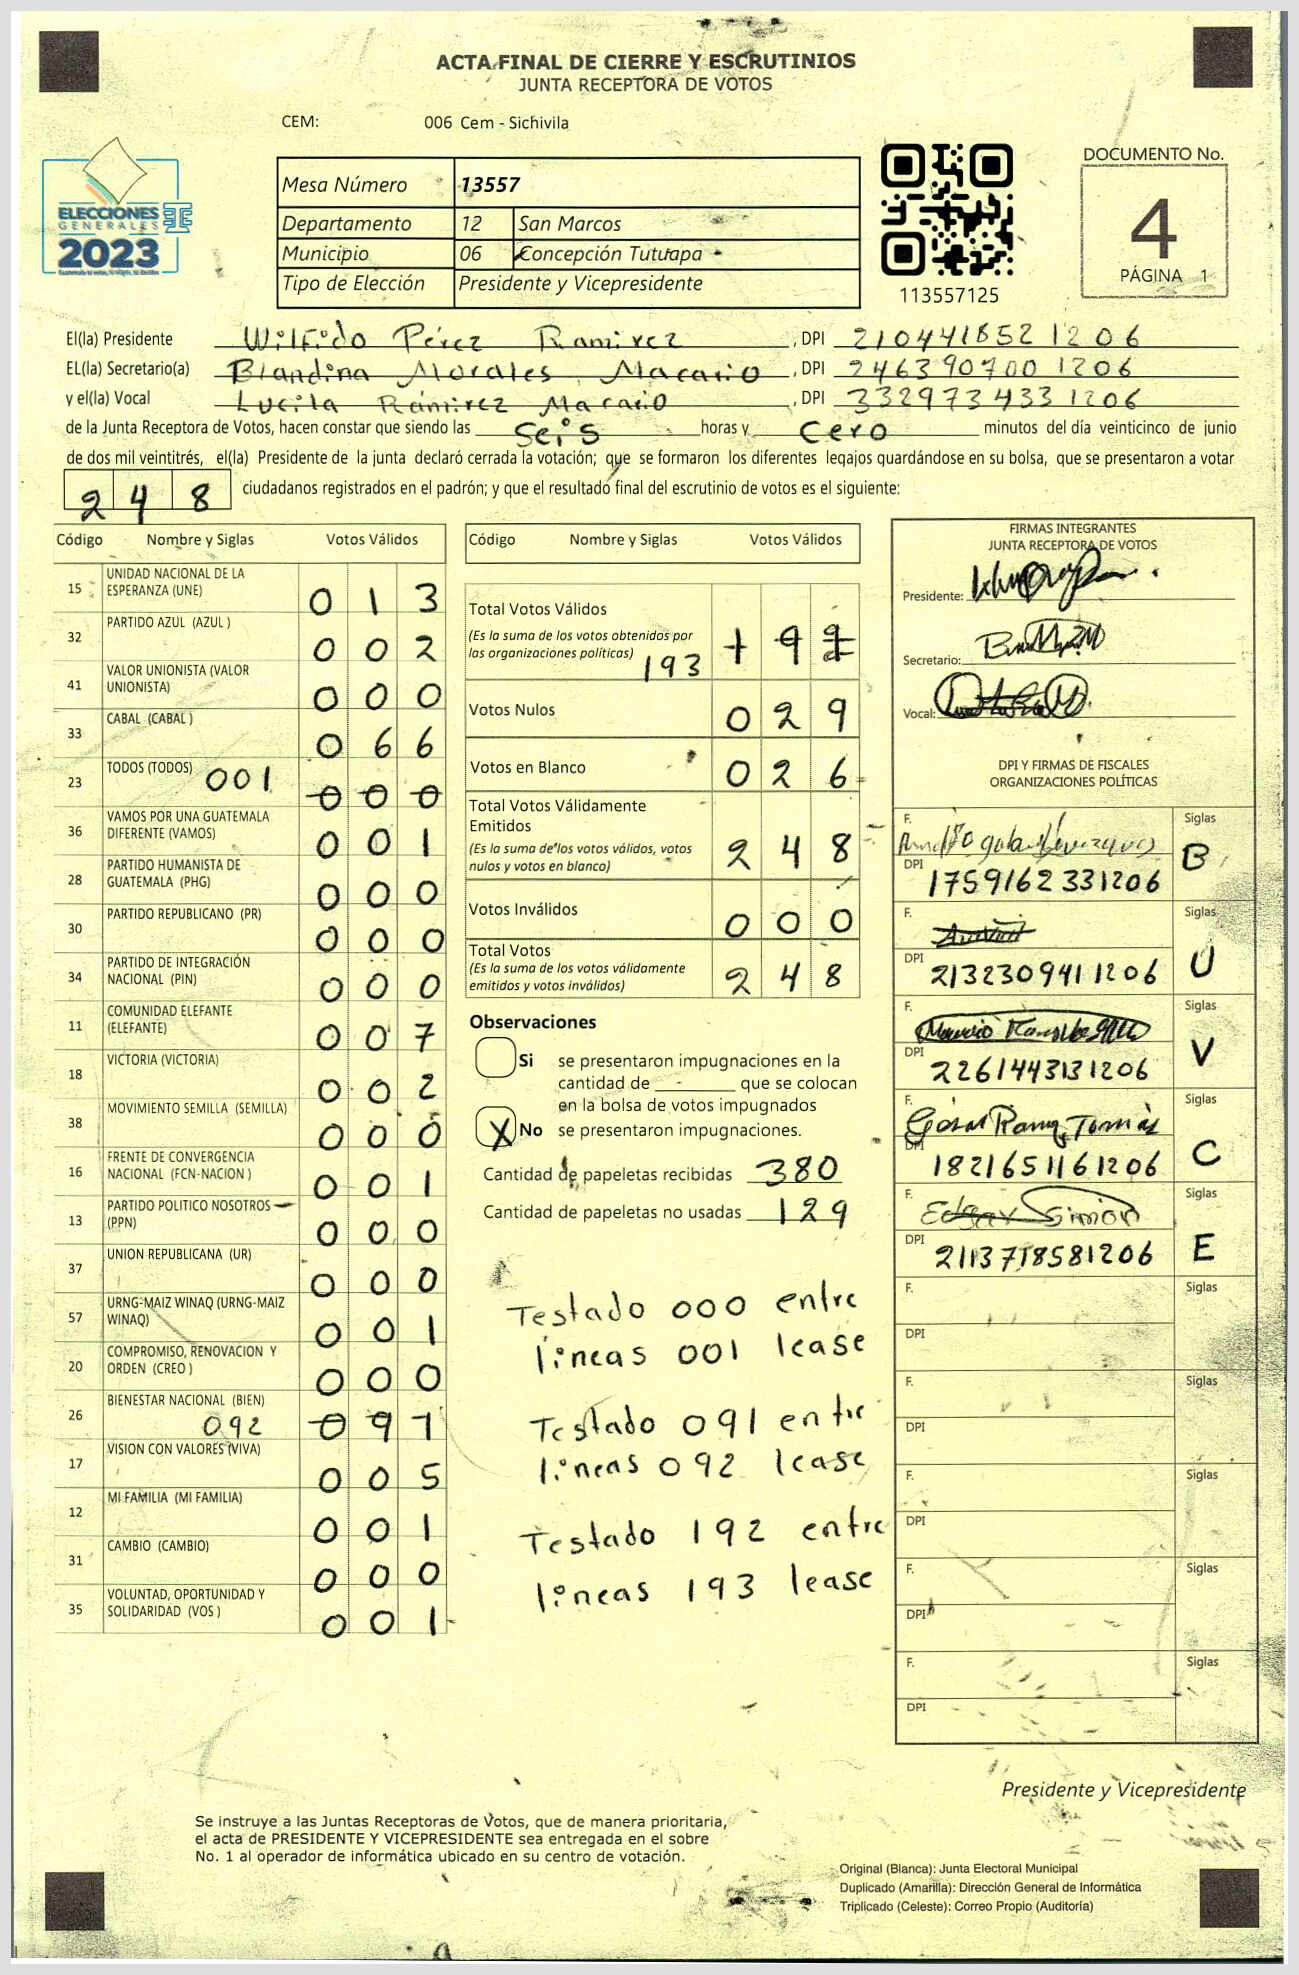 ACTA FINAL DE CIERRE Y ESCRUTINIOS
JUNTA RECEPTORA DE VOTOS
CEM: 006 Cem - Sichivila
ELECCIONES
GENERALES
2023
Mesa Número 13557
Departamento 12 San Marcos
Municipio 06 Concepción Tutuapa
Tipo de Elección Presidente y Vicepresidente
113557125
DOCUMENTO No.
4
PÁGINA 1
El(la) Presidente Wilfido Pérez Ramirez, DPI 210441852 1206
EL(la) Secretario(a) Blandina Morales Macario, DPI 246390700 1206
y el(la) Vocal Lucila Ramirez Macario, DPI 332973433 1206
de la Junta Receptora de Votos, hacen constar que siendo las seis horas y cero minutos del día veinticinco de junio
de dos mil veintitrés, el(la) Presidente de la junta declaró cerrada la votación; que se formaron los diferentes legajos guardándose en su bolsa, que se presentaron a votar
248 ciudadanos registrados en el padrón; y que el resultado final del escrutinio de votos es el siguiente:
Código Nombre y Siglas Votos Válidos
15 UNIDAD NACIONAL DE LA ESPERANZA (UNE) 013
32 PARTIDO AZUL (AZUL ) 002
41 VALOR UNIONISTA (VALOR UNIONISTA) 000
33 CABAL (CABAL ) 066
23 TODOS (TODOS) 001 000
36 VAMOS POR UNA GUATEMALA DIFERENTE (VAMOS) 001
28 PARTIDO HUMANISTA DE GUATEMALA (PHG) 000
30 PARTIDO REPUBLICANO (PR) 000
34 PARTIDO DE INTEGRACIÓN NACIONAL (PIN) 000
11 COMUNIDAD ELEFANTE (ELEFANTE) 007
18 VICTORIA (VICTORIA) 002
38 MOVIMIENTO SEMILLA (SEMILLA) 000
16 FRENTE DE CONVERGENCIA NACIONAL (FCN-NACION ) 001
13 PARTIDO POLITICO NOSOTROS (PPN) 000
37 UNION REPUBLICANA (UR) 000
57 URNG-MAIZ WINAQ (URNG-MAIZ WINAQ) 001
20 COMPROMISO, RENOVACION Y ORDEN (CREO ) 000
26 BIENESTAR NACIONAL (BIEN) 092 091
17 VISION CON VALORES (VIVA) 005
12 MI FAMILIA (MI FAMILIA) 001
31 CAMBIO (CAMBIO) 000
35 VOLUNTAD, OPORTUNIDAD Y SOLIDARIDAD (VOS ) 001
Código Nombre y Siglas Votos Válidos
Total Votos Válidos
(Es la suma de los votos obtenidos por
las organizaciones politicas) 193
Votos Nulos 029
Votos en Blanco 026
Total Votos Válidamente
Emitidos
(Es la suma de los votos válidos, votos
nulos y votos en blanco) 248
Votos Inválidos 000
Total Votos
(Es la suma de los votos válidamente
emitidos y votos inválidos) 248
Observaciones
Si se presentaron impugnaciones en la
cantidad de - que se colocan
en la bolsa de votos impugnados
X No se presentaron impugnaciones.
Cantidad de papeletas recibidas 380
Cantidad de papeletas no usadas 129
Testado 000 entre
lineas 001 lease
Testado 091 entre
lineas 092 lease
Testado 192 entre
lineas 193 lease
FIRMAS INTEGRANTES
JUNTA RECEPTORA DE VOTOS
Presidente:
Secretario:
Vocal:
DPI Y FIRMAS DE FISCALES
ORGANIZACIONES POLÍTICAS
F. Siglas
DPI 1759162331206 B
F. Siglas
DPI 2132309411206 U
F. Siglas
DPI 2261443131206 V
F. Siglas
DPI 1821651161206 C
F. Edgar Simón Siglas
DPI 2113718581206 E
F. Siglas
DPI
F. Siglas
DPI
F. Siglas
DPI
F. Siglas
DPI
F. Siglas
DPI
Presidente y Vicepresidente
Se instruye a las Juntas Receptoras de Votos, que de manera prioritaria,
el acta de PRESIDENTE Y VICEPRESIDENTE sea entregada en el sobre
No. 1 al operador de informática ubicado en su centro de votación.
Original (Blanca): Junta Electoral Municipal
Duplicado (Amarilla): Dirección General de Informática
Triplicado (Celeste): Correo Propio (Auditoría)